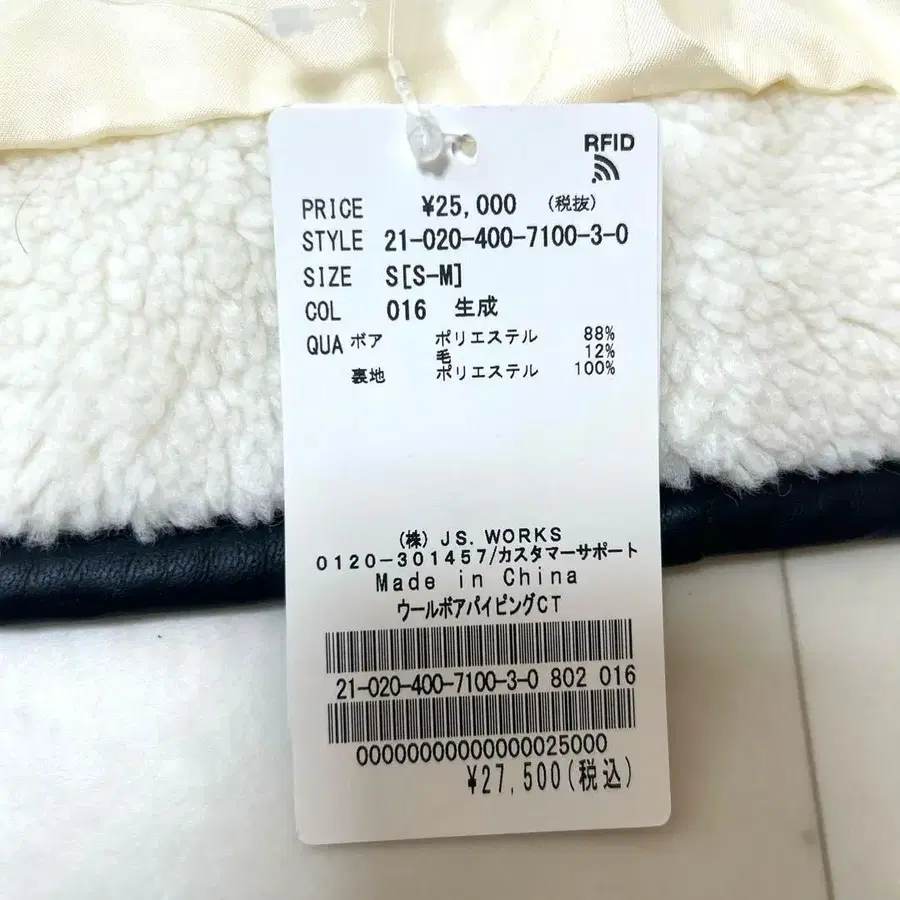 RFID
PRICE ¥25,000 (税抜)
STYLE 21-020-400-7100-3-0
SIZE S[S-M]
COL 016 生成
QUA ボア ポリエステル 88%
毛 12%
裏地 ポリエステル 100%
(株) JS. WORKS
0120-301457/カスタマーサポート
Made in China
ウールボアパイピングCT
21-020-400-7100-3-0 802 016
00000000000000025000
¥27,500(税込)